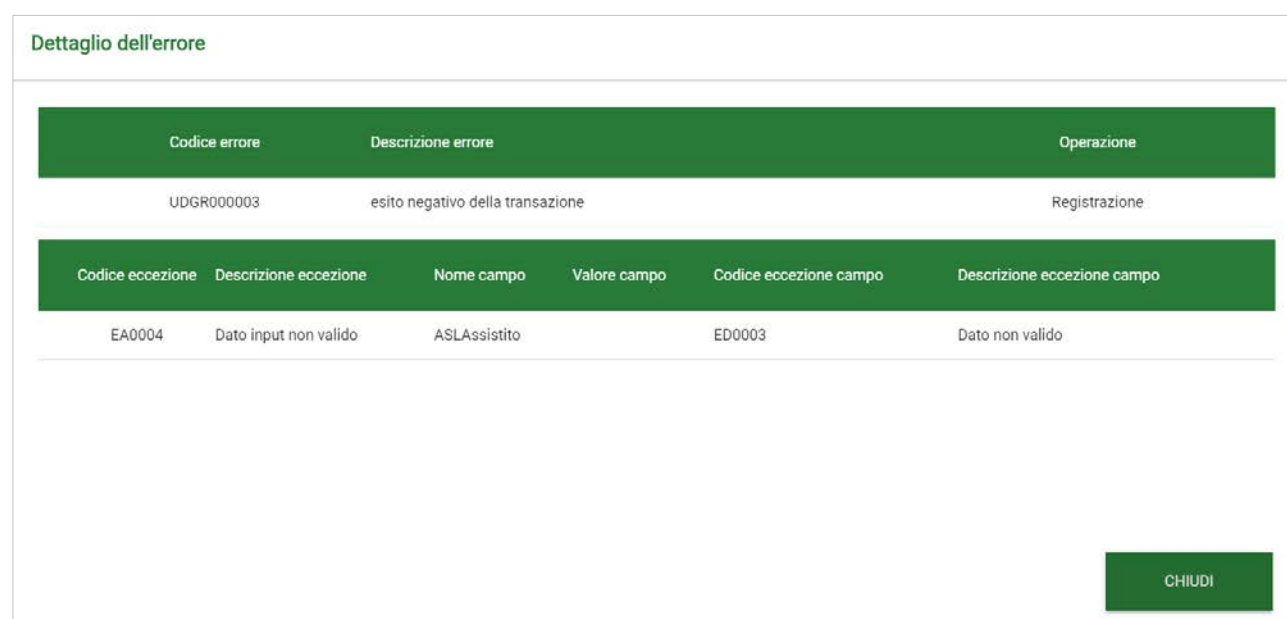 Dettaglio dell'errore
Codice errore Descrizione errore Operazione
UDGR000003 esito negativo della transazione Registrazione
Codice eccezione Descrizione eccezione Nome campo Valore campo Codice eccezione campo Descrizione eccezione campo
EA0004 Dato input non valido ASLAssistito ED0003 Dato non valido
CHIUDI